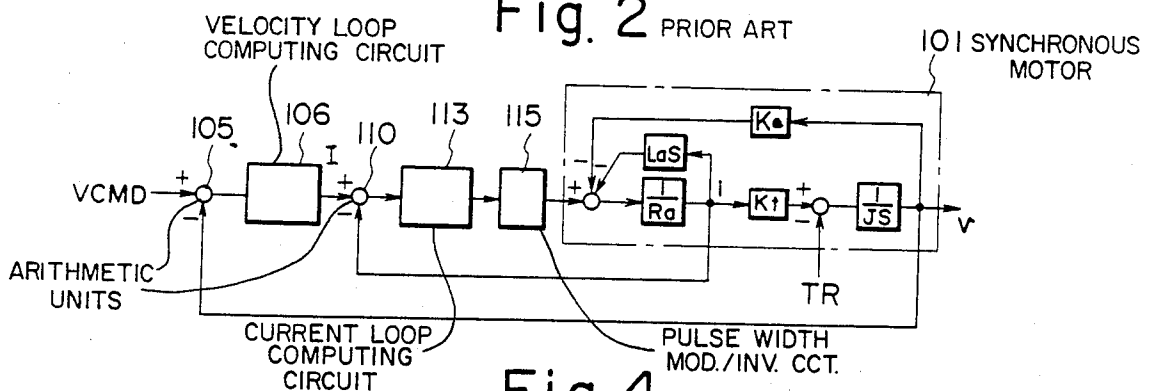 Fig. 2 PRIOR ART
VELOCITY LOOP
COMPUTING CIRCUIT
101 SYNCHRONOUS
MOTOR
105
106
110
113
115
Ke
LaS
VCMD
+
−
I
+
−
+
−
−
1
Ra
i
Kt
+
−
1
JS
v
TR
ARITHMETIC
UNITS
CURRENT LOOP
COMPUTING
CIRCUIT
PULSE WIDTH
MOD./INV. CCT.
Fig. 4